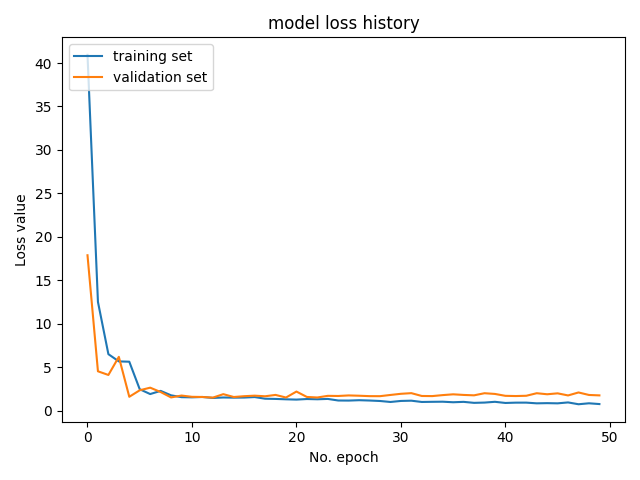 model loss history
training set
validation set
40
35
30
25
20
15
10
5
0
Loss value
0 10 20 30 40 50
No. epoch